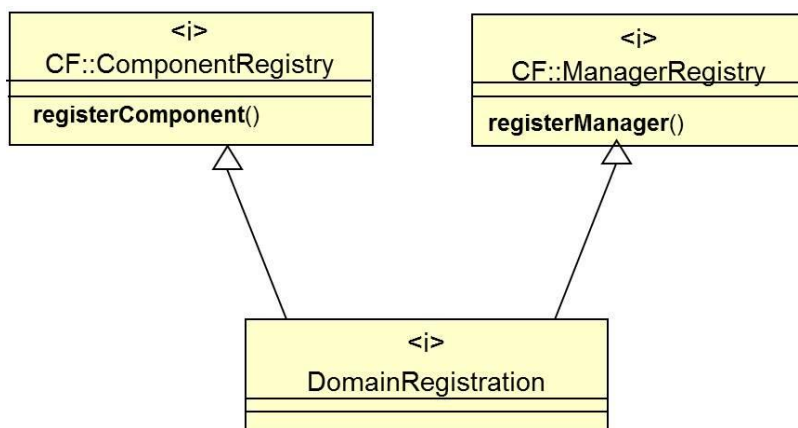 <i>
CF::ComponentRegistry
registerComponent()
<i>
CF::ManagerRegistry
registerManager()
<i>
DomainRegistration